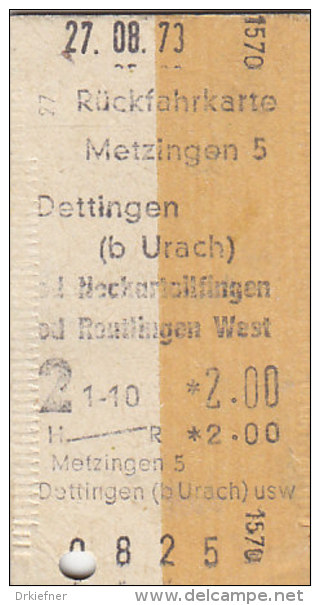 27.08.73
1570
27
Rückfahrkarte
Metzingen 5
Dettingen
(b Urach)
od Neckartailfingen
od Reutlingen West
2 1-10 *2.00
H R *2.00
Metzingen 5
Dettingen (b Urach) usw
0825
1570
Drkiefner
www.delcampe.net